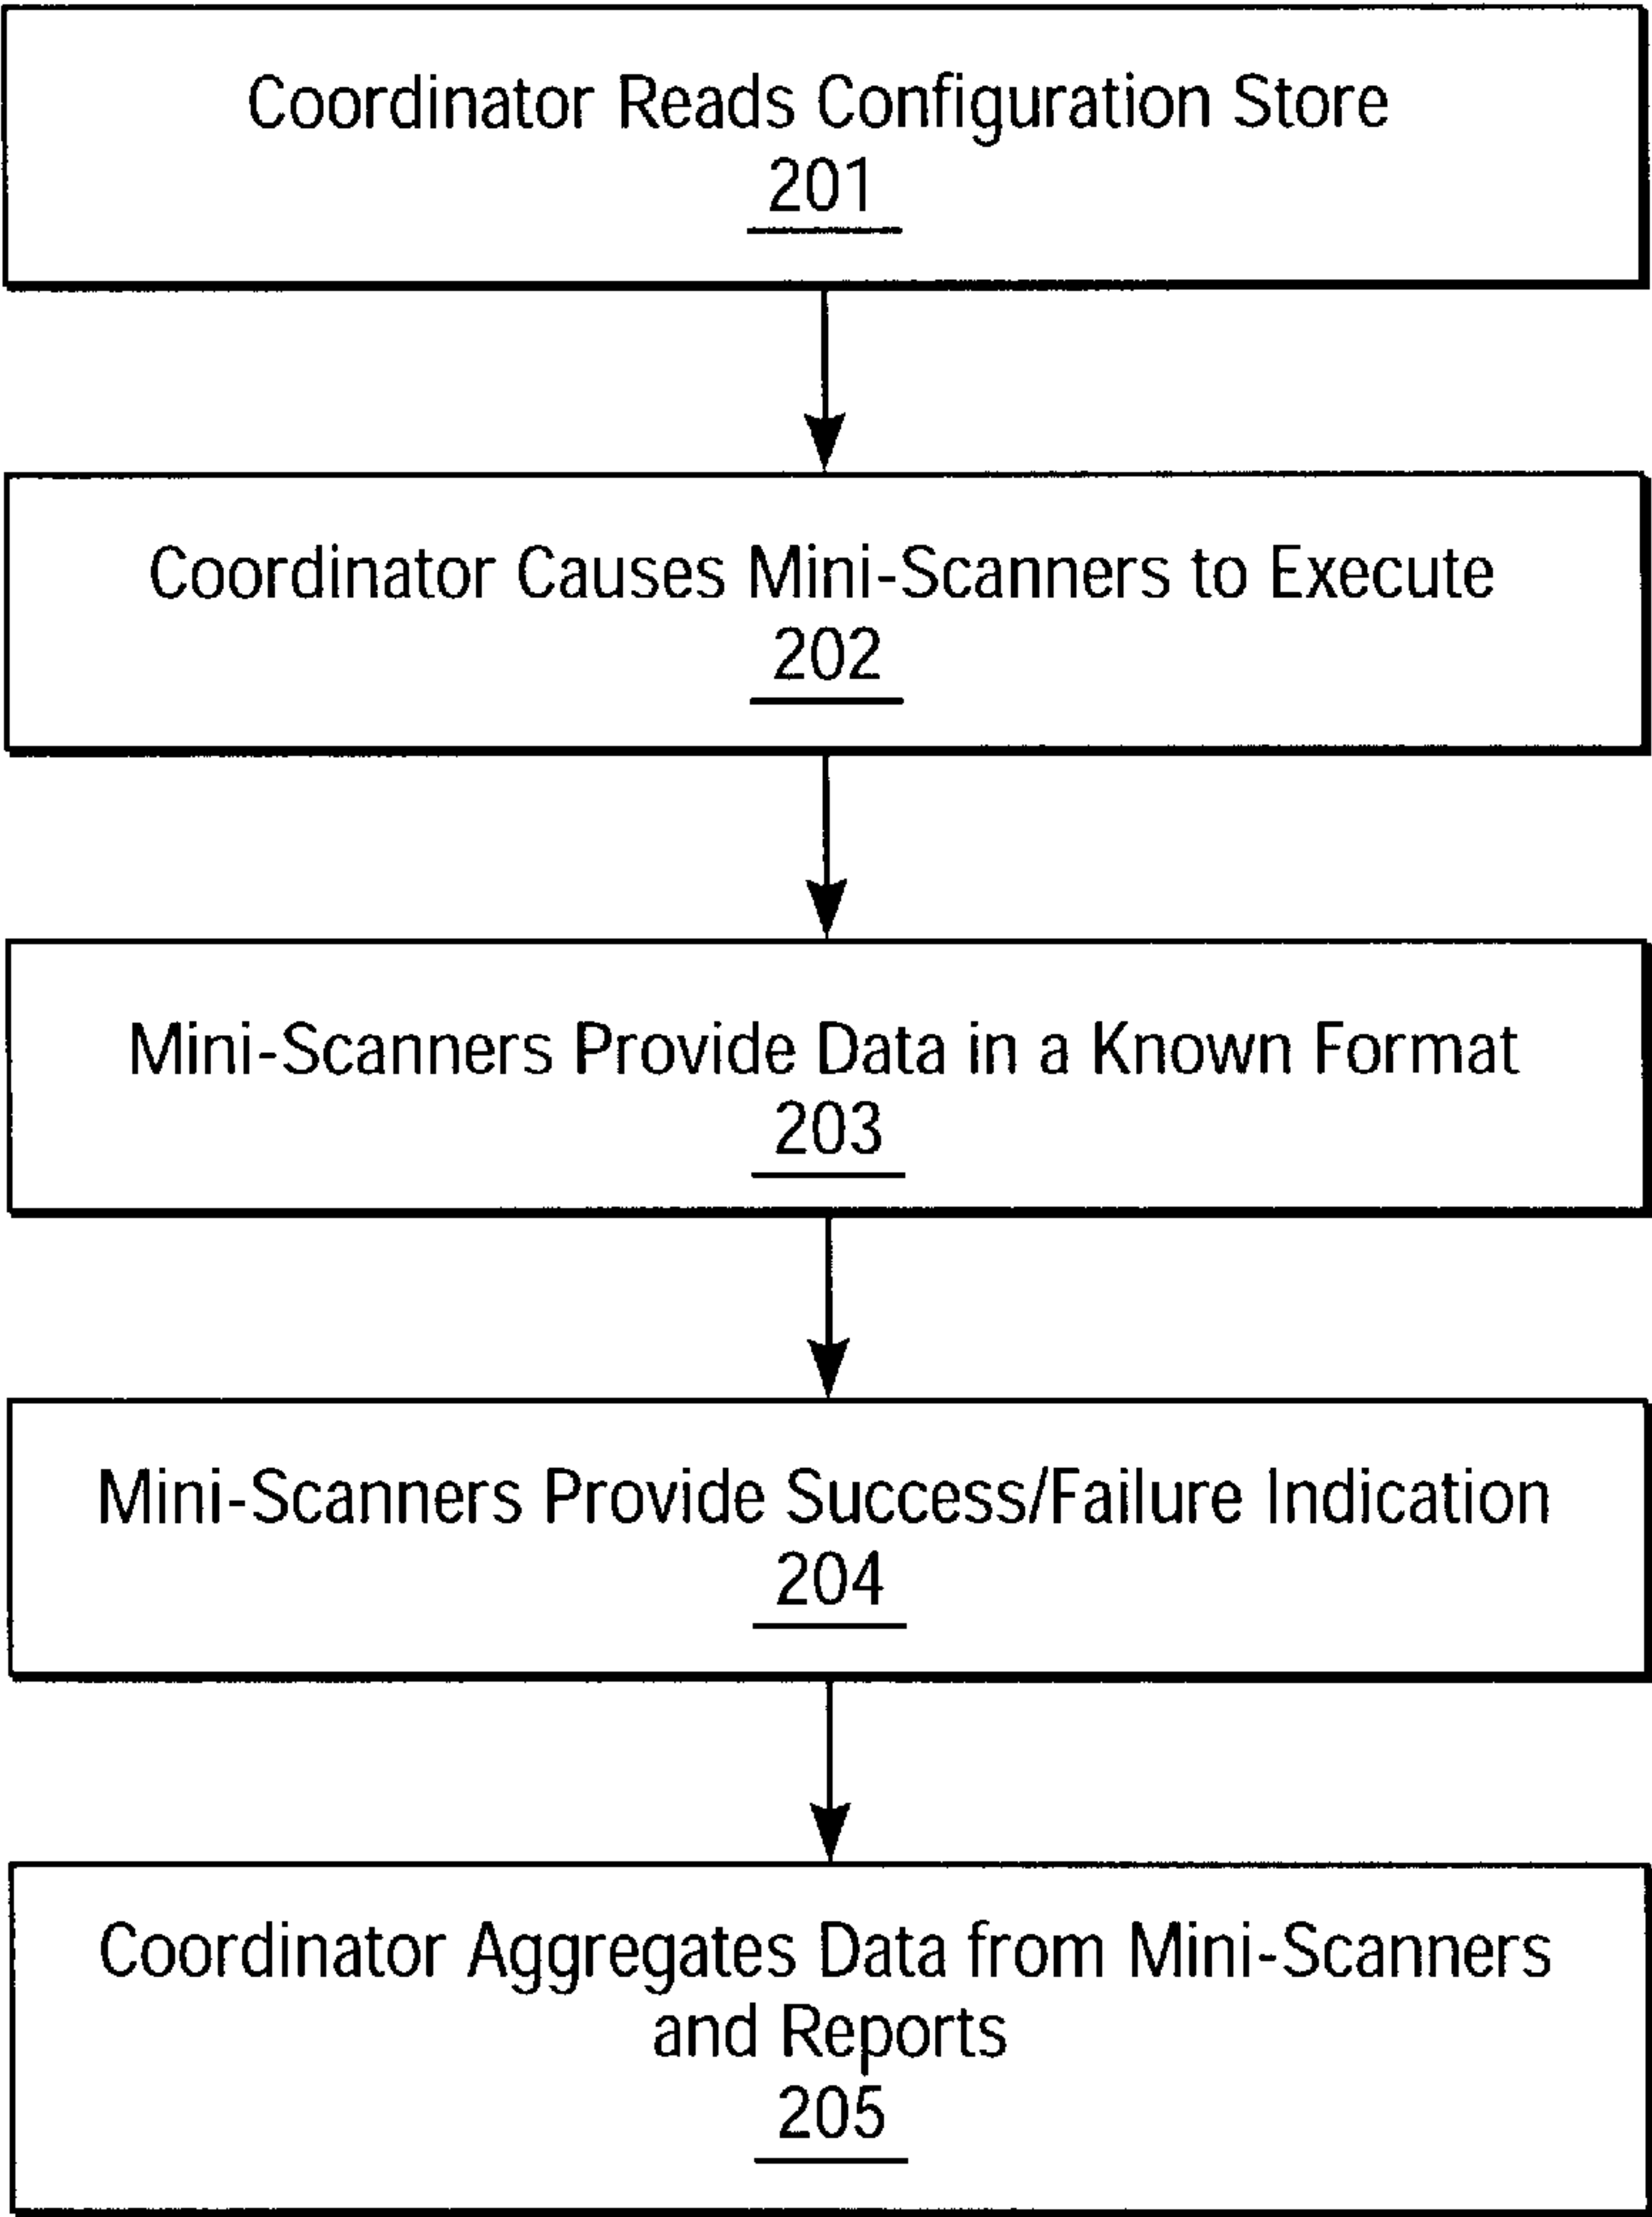 Coordinator Reads Configuration Store
201
Coordinator Causes Mini-Scanners to Execute
202
Mini-Scanners Provide Data in a Known Format
203
Mini-Scanners Provide Success/Failure Indication
204
Coordinator Aggregates Data from Mini-Scanners
and Reports
205